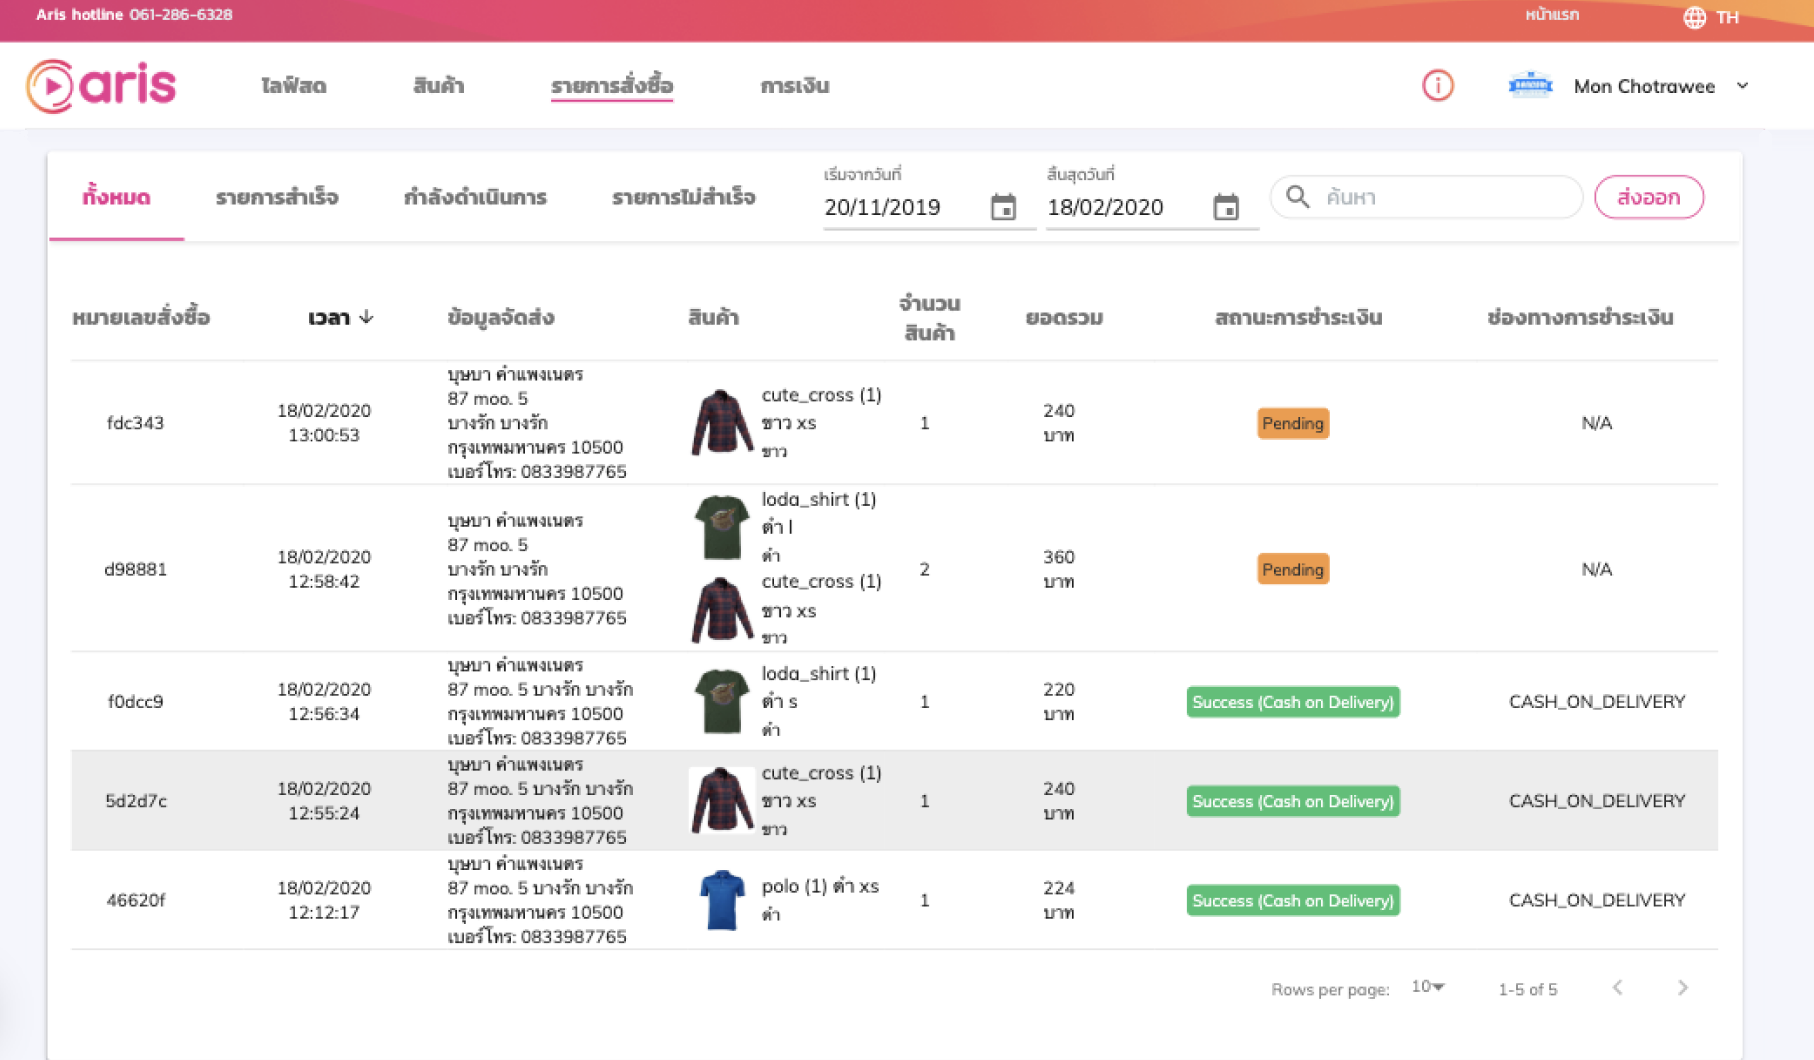 Aris hotline 061-286-6328
หน้าแรก
TH
aris
ไลฟ์สด
สินค้า
รายการสั่งซื้อ
การเงิน
Mon Chotrawee
ทั้งหมด
รายการสำเร็จ
กำลังดำเนินการ
รายการไม่สำเร็จ
เริ่มจากวันที่
20/11/2019
สิ้นสุดวันที่
18/02/2020
ค้นหา
ส่งออก
หมายเลขสั่งซื้อ
เวลา
ข้อมูลจัดส่ง
สินค้า
จำนวน
สินค้า
ยอดรวม
สถานะการชำระเงิน
ช่องทางการชำระเงิน
fdc343
18/02/2020
13:00:53
บุษบา คำแพงเนตร
87 moo. 5
บางรัก บางรัก
กรุงเทพมหานคร 10500
เบอร์โทร: 0833987765
cute_cross (1)
ขาว xs
ขาว
1
240
บาท
Pending
N/A
d98881
18/02/2020
12:58:42
บุษบา คำแพงเนตร
87 moo. 5
บางรัก บางรัก
กรุงเทพมหานคร 10500
เบอร์โทร: 0833987765
loda_shirt (1)
ดำ l
ดำ
cute_cross (1)
ขาว xs
ขาว
2
360
บาท
Pending
N/A
f0dcc9
18/02/2020
12:56:34
บุษบา คำแพงเนตร
87 moo. 5 บางรัก บางรัก
กรุงเทพมหานคร 10500
เบอร์โทร: 0833987765
loda_shirt (1)
ดำ s
ดำ
1
220
บาท
Success (Cash on Delivery)
CASH_ON_DELIVERY
5d2d7c
18/02/2020
12:55:24
บุษบา คำแพงเนตร
87 moo. 5 บางรัก บางรัก
กรุงเทพมหานคร 10500
เบอร์โทร: 0833987765
cute_cross (1)
ขาว xs
ขาว
1
240
บาท
Success (Cash on Delivery)
CASH_ON_DELIVERY
46620f
18/02/2020
12:12:17
บุษบา คำแพงเนตร
87 moo. 5 บางรัก บางรัก
กรุงเทพมหานคร 10500
เบอร์โทร: 0833987765
polo (1) ดำ xs
ดำ
1
224
บาท
Success (Cash on Delivery)
CASH_ON_DELIVERY
Rows per page:
10
1-5 of 5